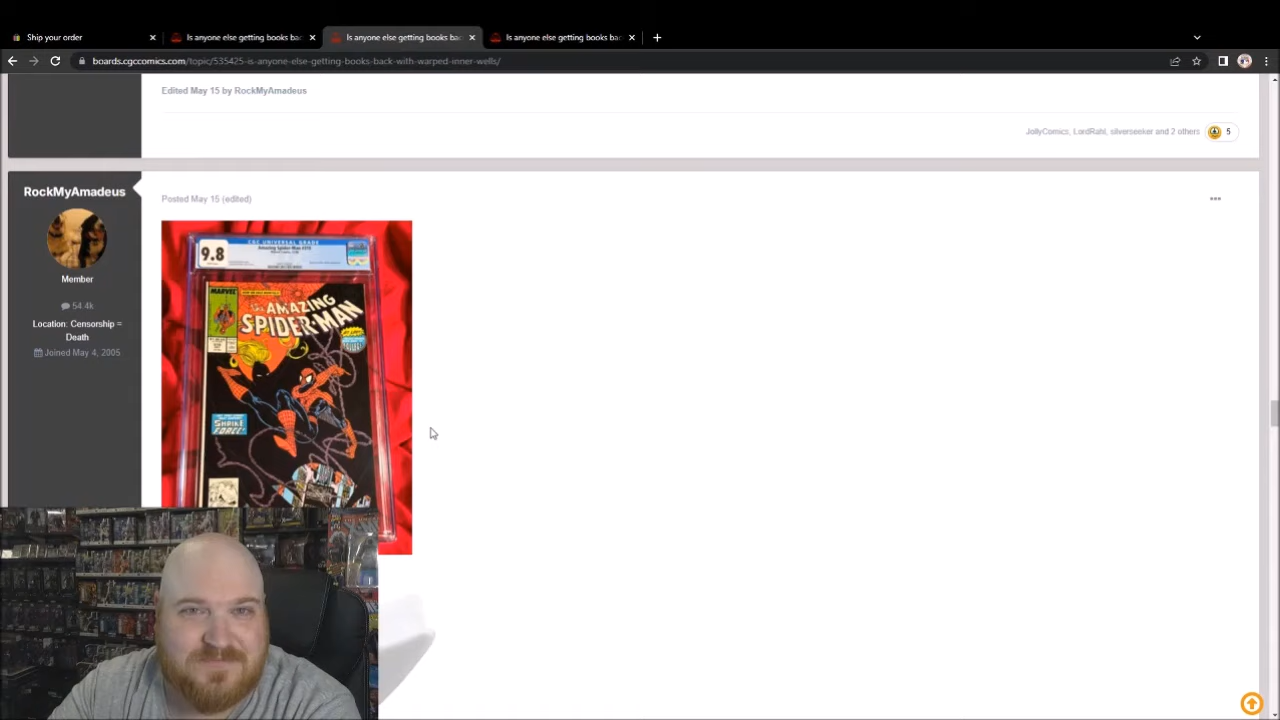 Ship your order
Is anyone else getting books bac
Is anyone else getting books bac
Is anyone else getting books ba
boards.cgccomics.com/topic/535425-is-anyone-else-getting-books-back-with-warped-inner-wells/
Edited May 15 by RockMyAmadeus
JollyComics, LordRahl, silverseeker and 2 others
5
RockMyAmadeus
Member
54.4k
Location: Censorship =
Death
Joined May 4, 2005
Posted May 15 (edited)
CGC UNIVERSAL GRADE
9.8
MARVEL
THE AMAZING
SPIDER-MAN